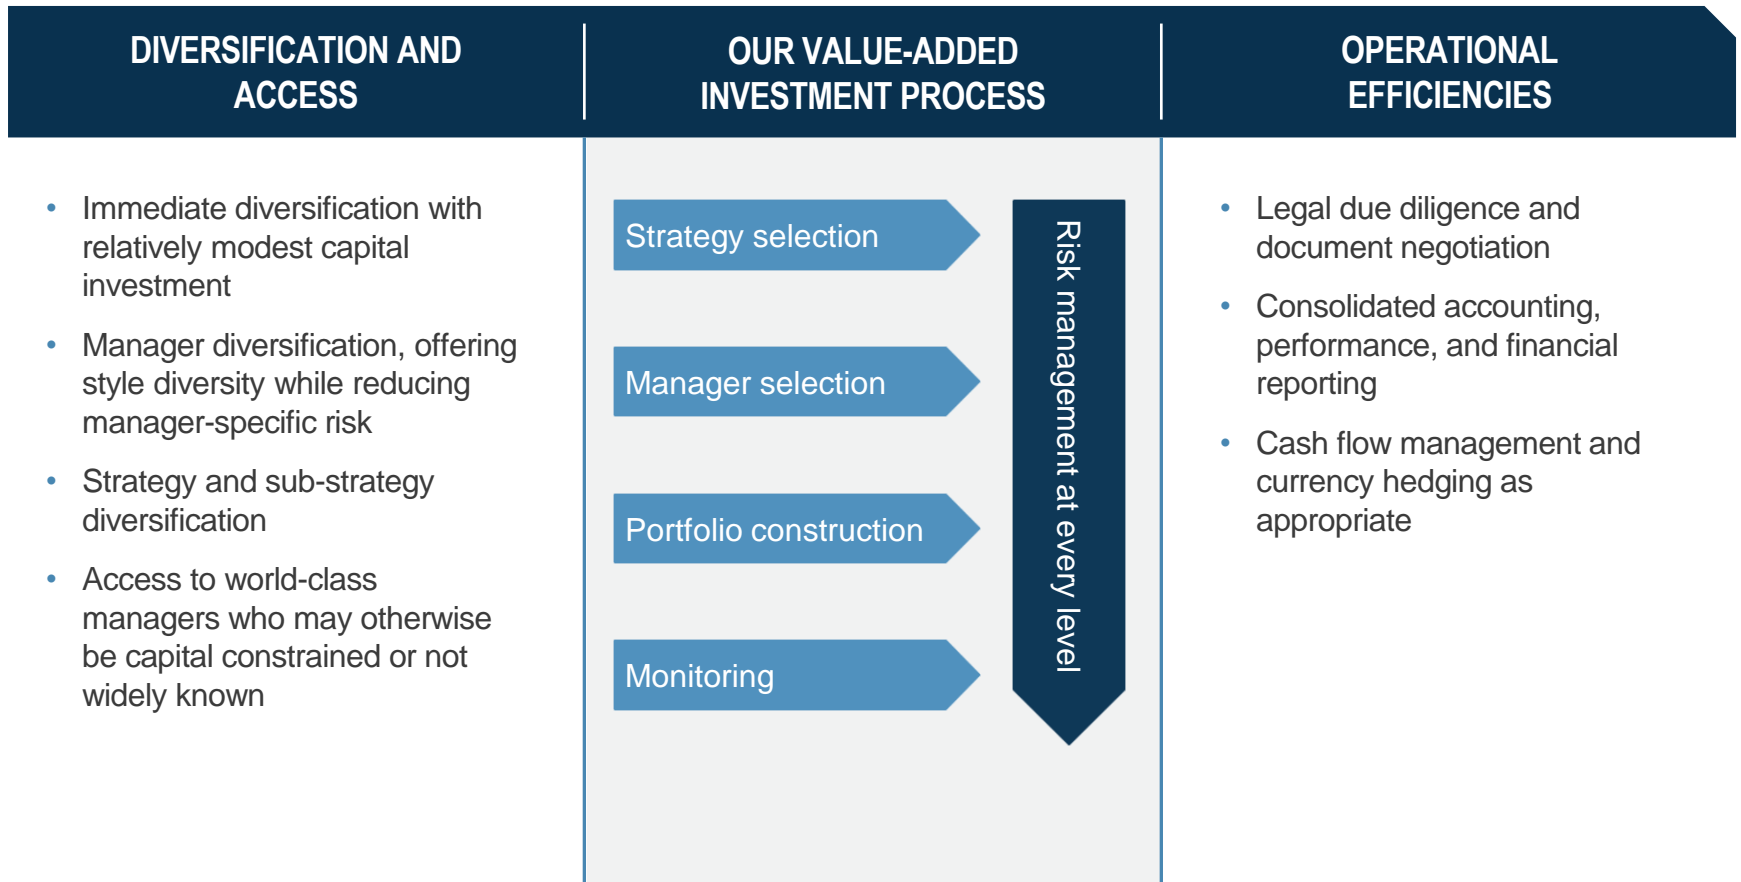 DIVERSIFICATION AND
ACCESS
OUR VALUE-ADDED
INVESTMENT PROCESS
OPERATIONAL
EFFICIENCIES
• Immediate diversification with
relatively modest capital
investment
• Manager diversification, offering
style diversity while reducing
manager-specific risk
• Strategy and sub-strategy
diversification
• Access to world-class
managers who may otherwise
be capital constrained or not
widely known
Strategy selection
Manager selection
Portfolio construction
Monitoring
Risk management at every level
• Legal due diligence and
document negotiation
• Consolidated accounting,
performance, and financial
reporting
• Cash flow management and
currency hedging as
appropriate